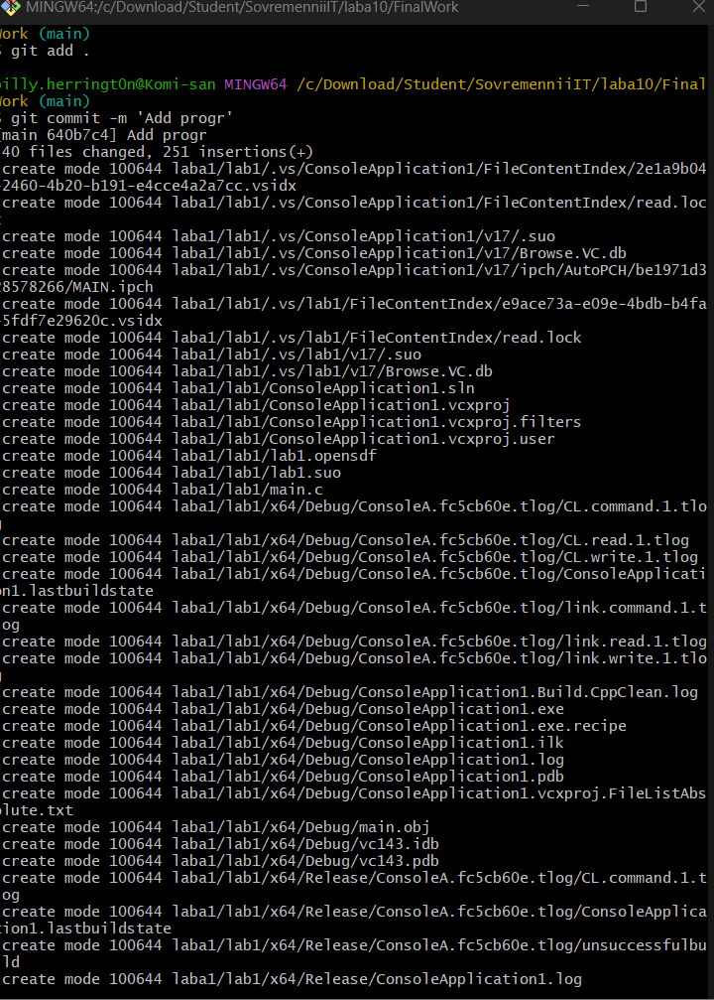 MINGW64:/c/Download/Student/SovremenniiIT/laba10/FinalWork
Work (main)
$ git add .
billy.herringt0n@Komi-san MINGW64 /c/Download/Student/SovremenniiIT/laba10/Final
Work (main)
$ git commit -m 'Add progr'
[main 640b7c4] Add progr
40 files changed, 251 insertions(+)
create mode 100644 laba1/lab1/.vs/ConsoleApplication1/FileContentIndex/2e1a9b04
-2460-4b20-b191-e4cce4a2a7cc.vsidx
create mode 100644 laba1/lab1/.vs/ConsoleApplication1/FileContentIndex/read.loc
k
create mode 100644 laba1/lab1/.vs/ConsoleApplication1/v17/.suo
create mode 100644 laba1/lab1/.vs/ConsoleApplication1/v17/Browse.VC.db
create mode 100644 laba1/lab1/.vs/ConsoleApplication1/v17/ipch/AutoPCH/be1971d3
28578266/MAIN.ipch
create mode 100644 laba1/lab1/.vs/lab1/FileContentIndex/e9ace73a-e09e-4bdb-b4fa
-5fdf7e29620c.vsidx
create mode 100644 laba1/lab1/.vs/lab1/FileContentIndex/read.lock
create mode 100644 laba1/lab1/.vs/lab1/v17/.suo
create mode 100644 laba1/lab1/.vs/lab1/v17/Browse.VC.db
create mode 100644 laba1/lab1/ConsoleApplication1.sln
create mode 100644 laba1/lab1/ConsoleApplication1.vcxproj
create mode 100644 laba1/lab1/ConsoleApplication1.vcxproj.filters
create mode 100644 laba1/lab1/ConsoleApplication1.vcxproj.user
create mode 100644 laba1/lab1/lab1.opensdf
create mode 100644 laba1/lab1/lab1.suo
create mode 100644 laba1/lab1/main.c
create mode 100644 laba1/lab1/x64/Debug/ConsoleA.fc5cb60e.tlog/CL.command.1.tlo
g
create mode 100644 laba1/lab1/x64/Debug/ConsoleA.fc5cb60e.tlog/CL.read.1.tlog
create mode 100644 laba1/lab1/x64/Debug/ConsoleA.fc5cb60e.tlog/CL.write.1.tlog
create mode 100644 laba1/lab1/x64/Debug/ConsoleA.fc5cb60e.tlog/ConsoleApplicati
on1.lastbuildstate
create mode 100644 laba1/lab1/x64/Debug/ConsoleA.fc5cb60e.tlog/link.command.1.t
log
create mode 100644 laba1/lab1/x64/Debug/ConsoleA.fc5cb60e.tlog/link.read.1.tlog
create mode 100644 laba1/lab1/x64/Debug/ConsoleA.fc5cb60e.tlog/link.write.1.tlo
g
create mode 100644 laba1/lab1/x64/Debug/ConsoleApplication1.Build.CppClean.log
create mode 100644 laba1/lab1/x64/Debug/ConsoleApplication1.exe
create mode 100644 laba1/lab1/x64/Debug/ConsoleApplication1.exe.recipe
create mode 100644 laba1/lab1/x64/Debug/ConsoleApplication1.ilk
create mode 100644 laba1/lab1/x64/Debug/ConsoleApplication1.log
create mode 100644 laba1/lab1/x64/Debug/ConsoleApplication1.pdb
create mode 100644 laba1/lab1/x64/Debug/ConsoleApplication1.vcxproj.FileListAbs
olute.txt
create mode 100644 laba1/lab1/x64/Debug/main.obj
create mode 100644 laba1/lab1/x64/Debug/vc143.idb
create mode 100644 laba1/lab1/x64/Debug/vc143.pdb
create mode 100644 laba1/lab1/x64/Release/ConsoleA.fc5cb60e.tlog/CL.command.1.t
log
create mode 100644 laba1/lab1/x64/Release/ConsoleA.fc5cb60e.tlog/ConsoleApplica
tion1.lastbuildstate
create mode 100644 laba1/lab1/x64/Release/ConsoleA.fc5cb60e.tlog/unsuccessfulbu
ild
create mode 100644 laba1/lab1/x64/Release/ConsoleApplication1.log